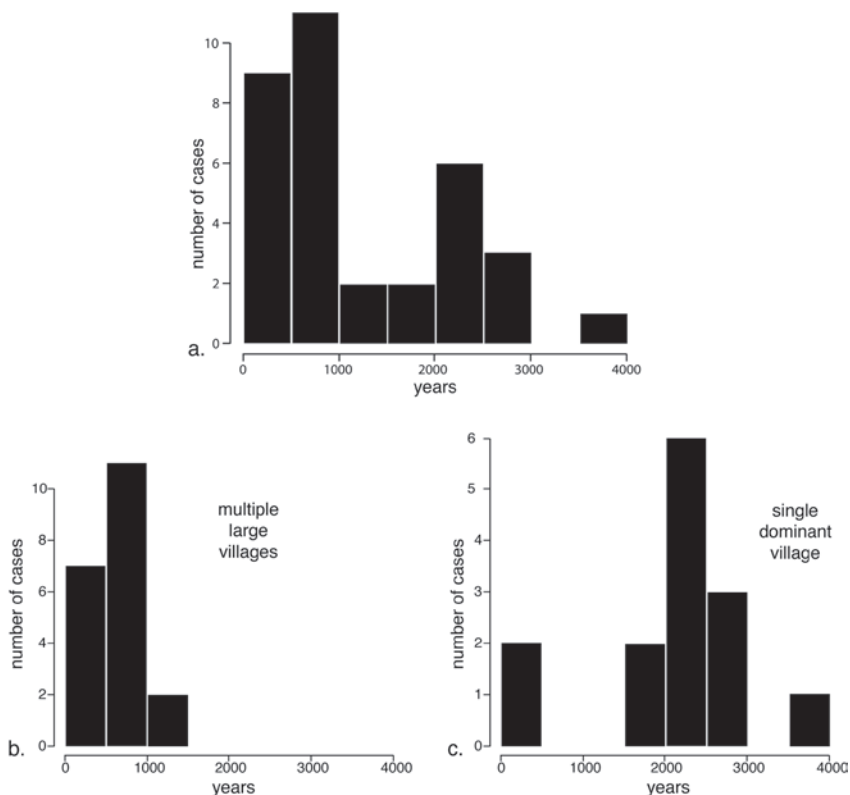 10
8
6
4
2
0
number of cases
a.
0 1000 2000 3000 4000
years
10
8
6
4
2
0
number of cases
multiple
large
villages
b.
0 1000 2000 3000 4000
years
6
5
4
3
2
1
0
number of cases
single
dominant
village
c.
0 1000 2000 3000 4000
years